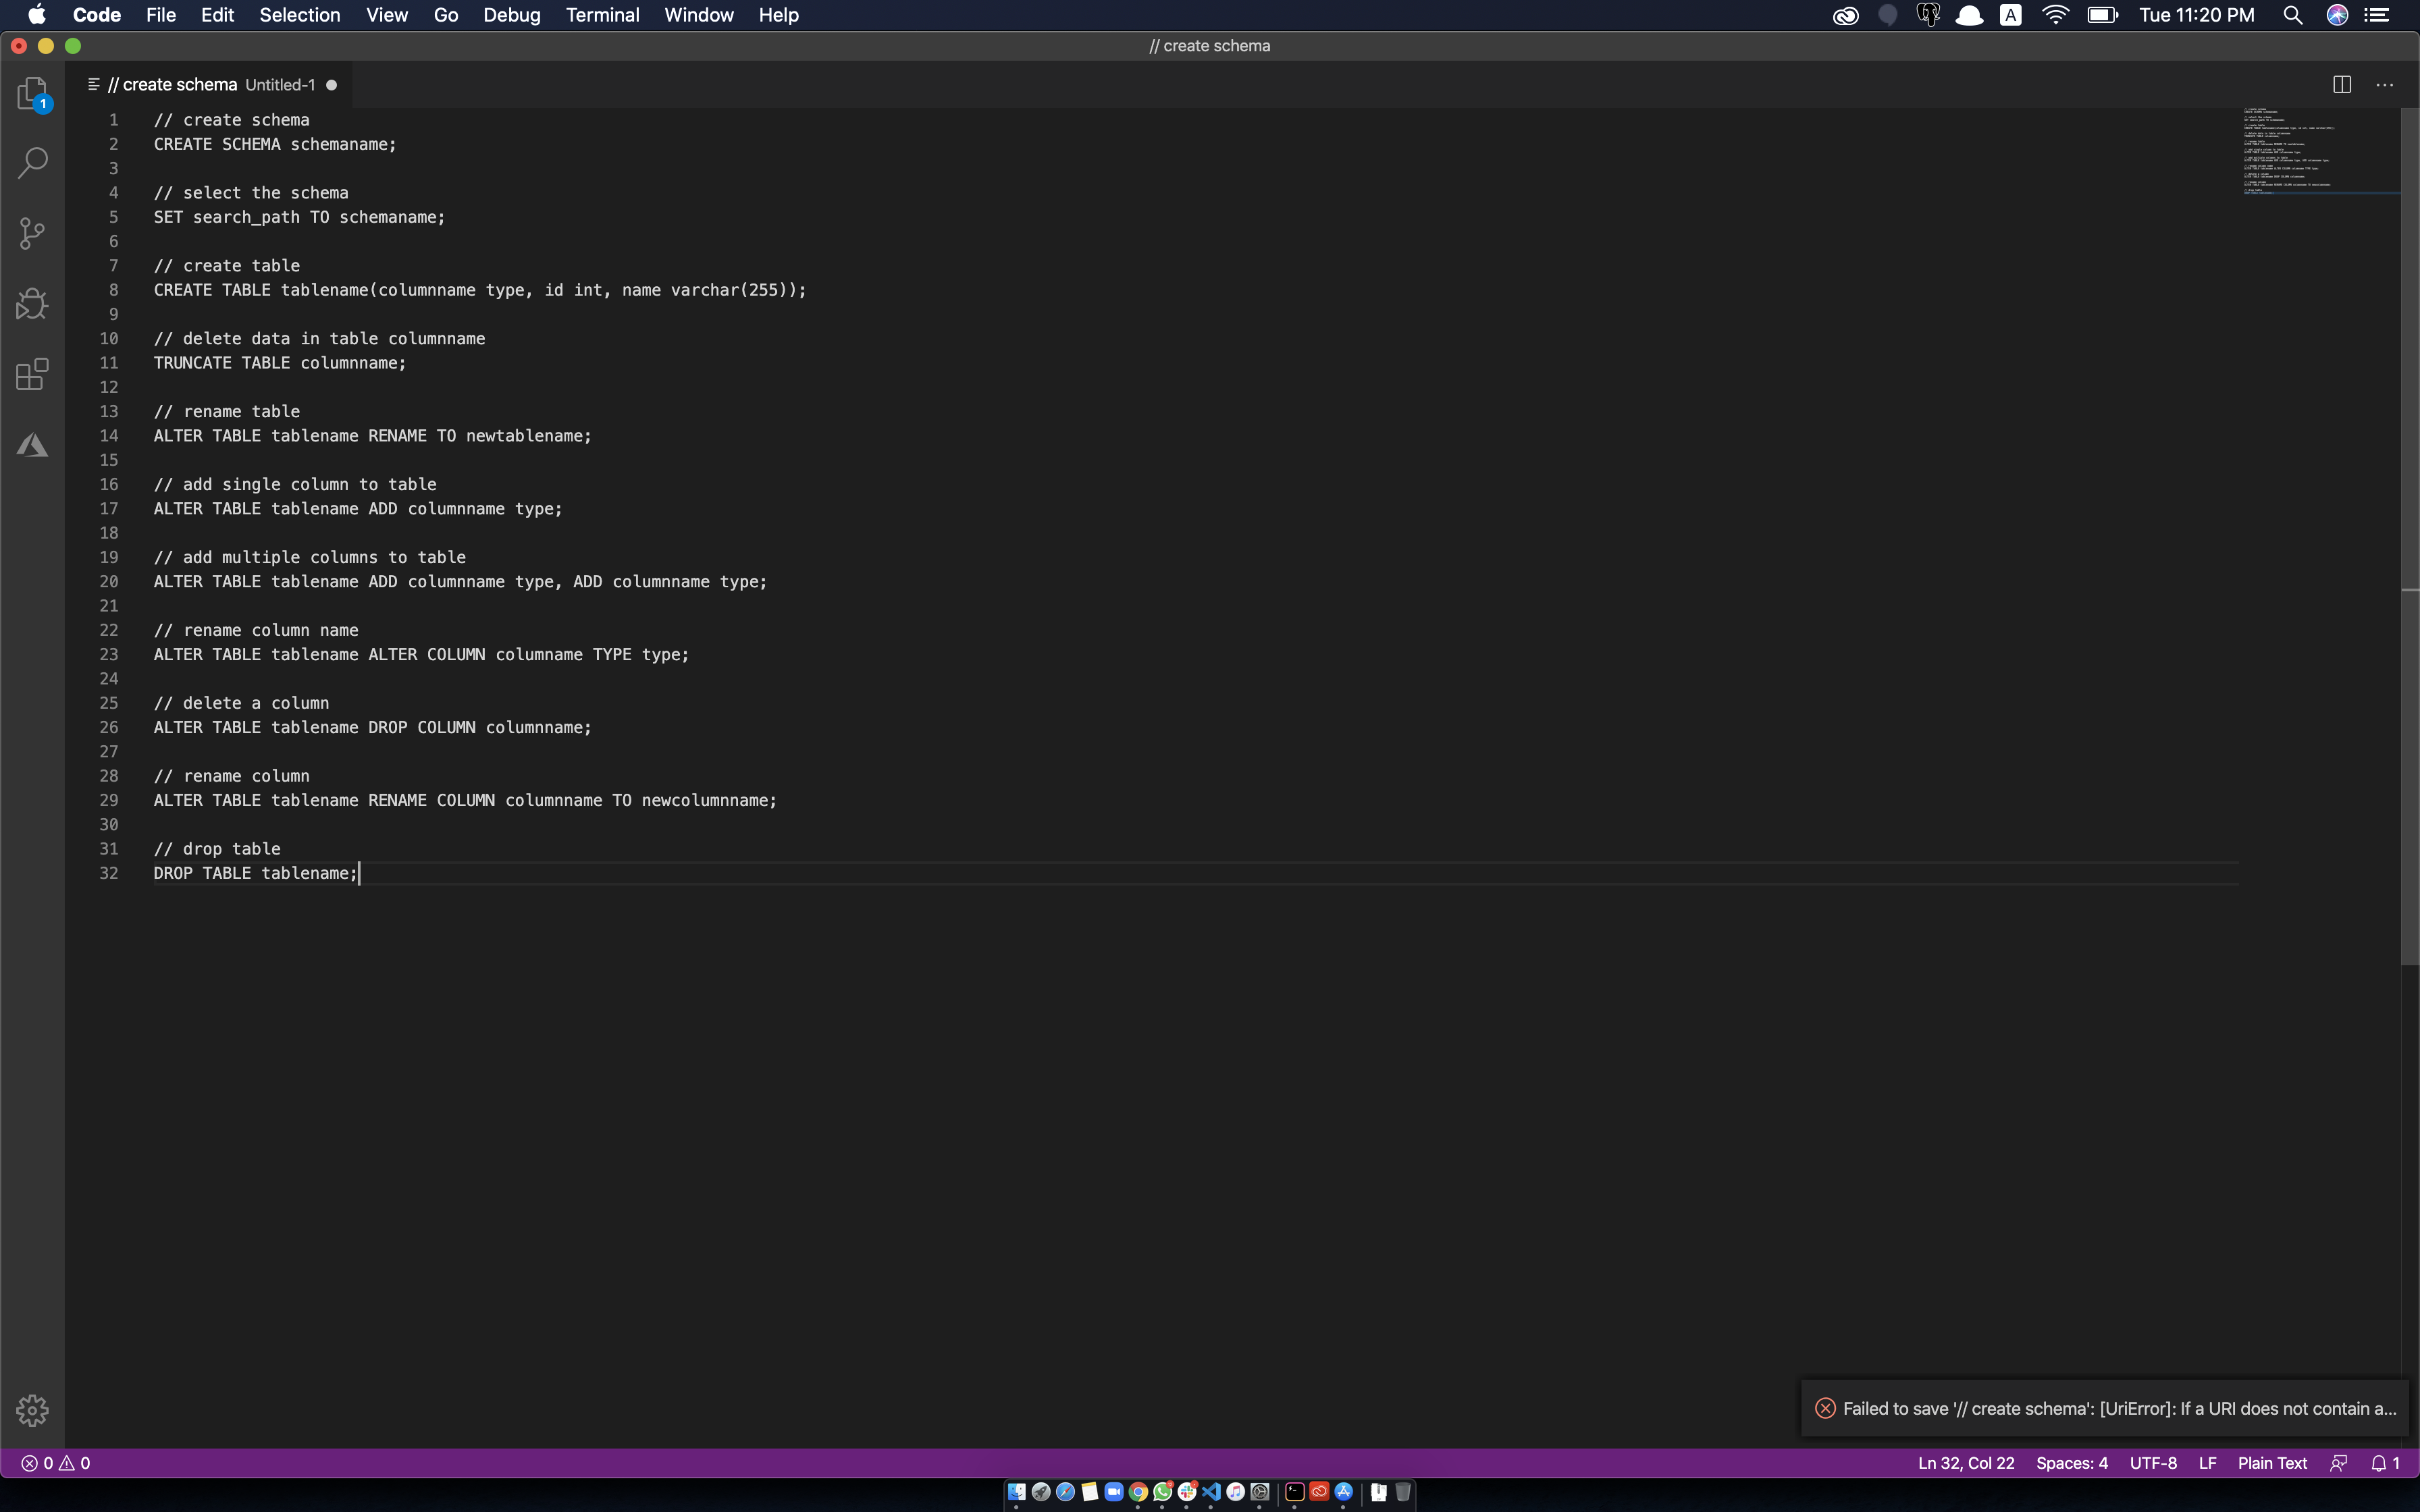 Code File Edit Selection View Go Debug Terminal Window Help
A Tue 11:20 PM
// create schema
// create schema Untitled-1
1
1 // create schema
2 CREATE SCHEMA schemaname;
3
4 // select the schema
5 SET search_path TO schemaname;
6
7 // create table
8 CREATE TABLE tablename(columnname type, id int, name varchar(255));
9
10 // delete data in table columnname
11 TRUNCATE TABLE columnname;
12
13 // rename table
14 ALTER TABLE tablename RENAME TO newtablename;
15
16 // add single column to table
17 ALTER TABLE tablename ADD columnname type;
18
19 // add multiple columns to table
20 ALTER TABLE tablename ADD columnname type, ADD columnname type;
21
22 // rename column name
23 ALTER TABLE tablename ALTER COLUMN columname TYPE type;
24
25 // delete a column
26 ALTER TABLE tablename DROP COLUMN columnname;
27
28 // rename column
29 ALTER TABLE tablename RENAME COLUMN columnname TO newcolumnname;
30
31 // drop table
32 DROP TABLE tablename;
Failed to save '// create schema': [UriError]: If a URI does not contain a...
0 0 Ln 32, Col 22 Spaces: 4 UTF-8 LF Plain Text 1